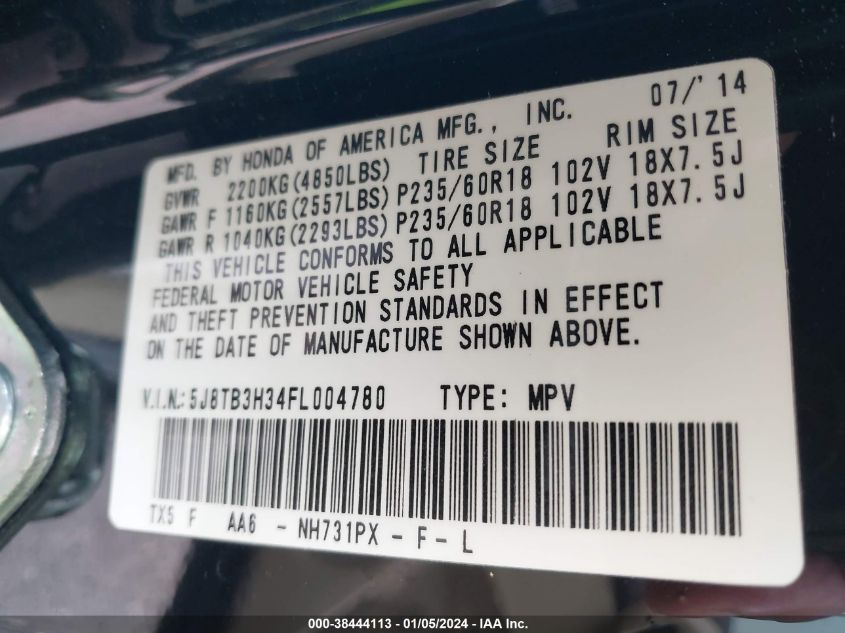 MFD. BY HONDA OF AMERICA MFG., INC. 07/'14
GVWR 2200KG(4850LBS) TIRE SIZE RIM SIZE
GAWR F 1160KG(2557LBS) P235/60R18 102V 18X7.5J
GAWR R 1040KG(2293LBS) P235/60R18 102V 18X7.5J
THIS VEHICLE CONFORMS TO ALL APPLICABLE
FEDERAL MOTOR VEHICLE SAFETY
AND THEFT PREVENTION STANDARDS IN EFFECT
ON THE DATE OF MANUFACTURE SHOWN ABOVE.
V.I.N.: 5J8TB3H34FL004780 TYPE: MPV
TX5 F AA6 - NH731PX - F - L
000-38444113 - 01/05/2024 - IAA Inc.